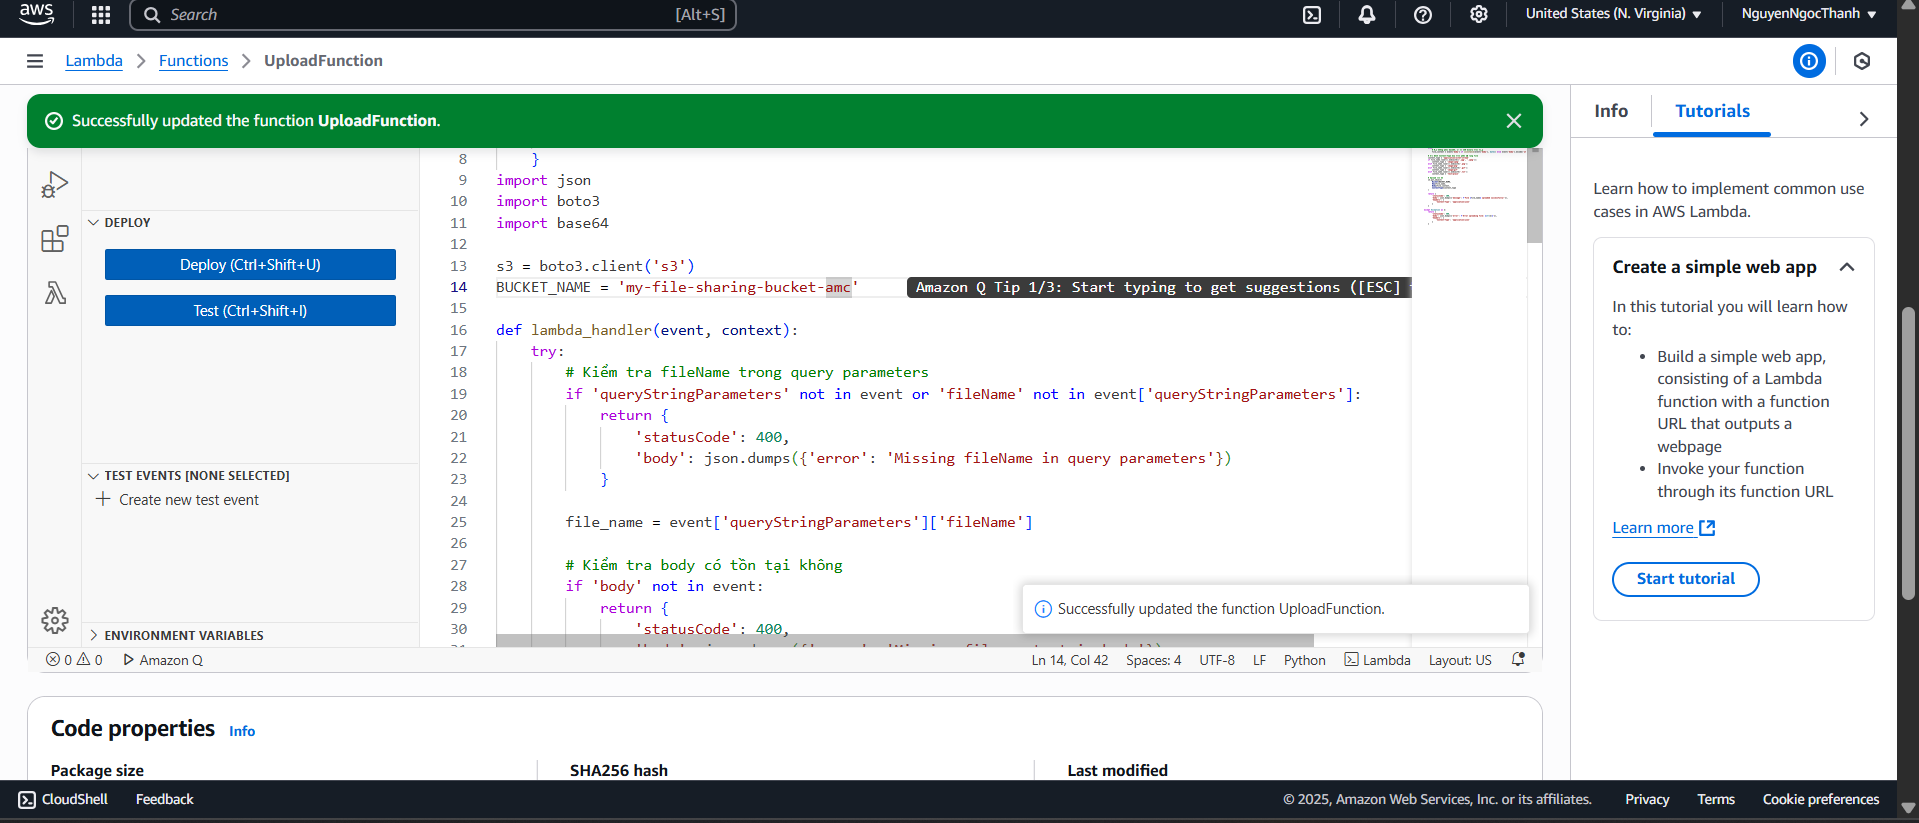 aws
Search
[Alt+S]
United States (N. Virginia)
NguyenNgocThanh
Lambda
Functions
UploadFunction
Successfully updated the function UploadFunction.
DEPLOY
Deploy (Ctrl+Shift+U)
Test (Ctrl+Shift+I)
TEST EVENTS [NONE SELECTED]
Create new test event
ENVIRONMENT VARIABLES
8 }
9 import json
10 import boto3
11 import base64
12
13 s3 = boto3.client('s3')
14 BUCKET_NAME = 'my-file-sharing-bucket-amc' Amazon Q Tip 1/3: Start typing to get suggestions ([ESC]
15
16 def lambda_handler(event, context):
17 try:
18 # Kiểm tra fileName trong query parameters
19 if 'queryStringParameters' not in event or 'fileName' not in event['queryStringParameters']:
20 return {
21 'statusCode': 400,
22 'body': json.dumps({'error': 'Missing fileName in query parameters'})
23 }
24
25 file_name = event['queryStringParameters']['fileName']
26
27 # Kiểm tra body có tồn tại không
28 if 'body' not in event:
29 return {
30 'statusCode': 400,
Successfully updated the function UploadFunction.
0 0 Amazon Q
Ln 14, Col 42 Spaces: 4 UTF-8 LF Python Lambda Layout: US
Code properties Info
Package size
SHA256 hash
Last modified
Info
Tutorials
Learn how to implement common use
cases in AWS Lambda.
Create a simple web app
In this tutorial you will learn how
to:
• Build a simple web app,
consisting of a Lambda
function with a function
URL that outputs a
webpage
• Invoke your function
through its function URL
Learn more
Start tutorial
CloudShell
Feedback
© 2025, Amazon Web Services, Inc. or its affiliates.
Privacy
Terms
Cookie preferences